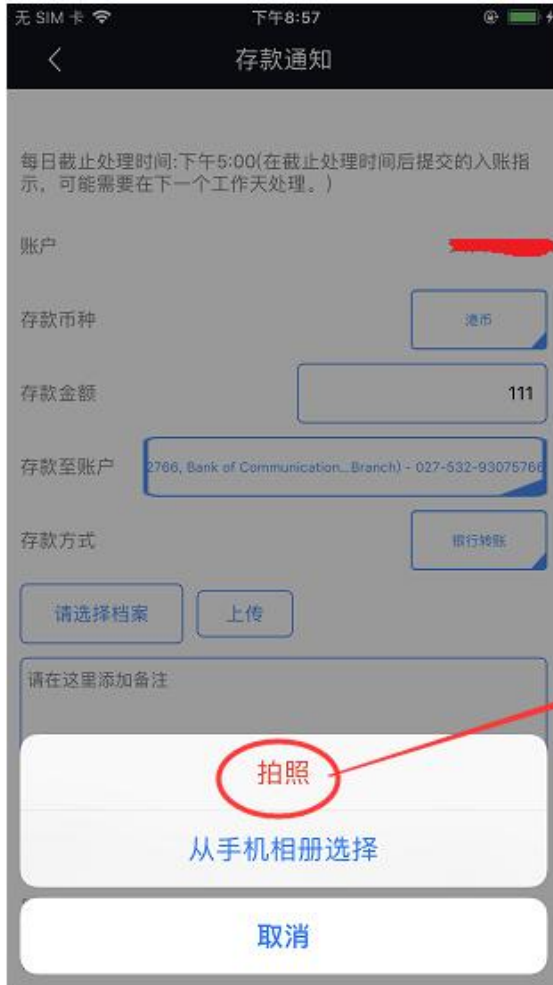 无 SIM 卡 下午8:57
存款通知
每日截止处理时间:下午5:00(在截止处理时间后提交的入账指
示，可能需要在下一个工作天处理。)
账户
存款币种 港币
存款金额 111
存款至账户 2766, Bank of Communication...Branch) - 027-532-93075766
存款方式 银行转账
请选择档案 上传
请在这里添加备注
拍照
从手机相册选择
取消